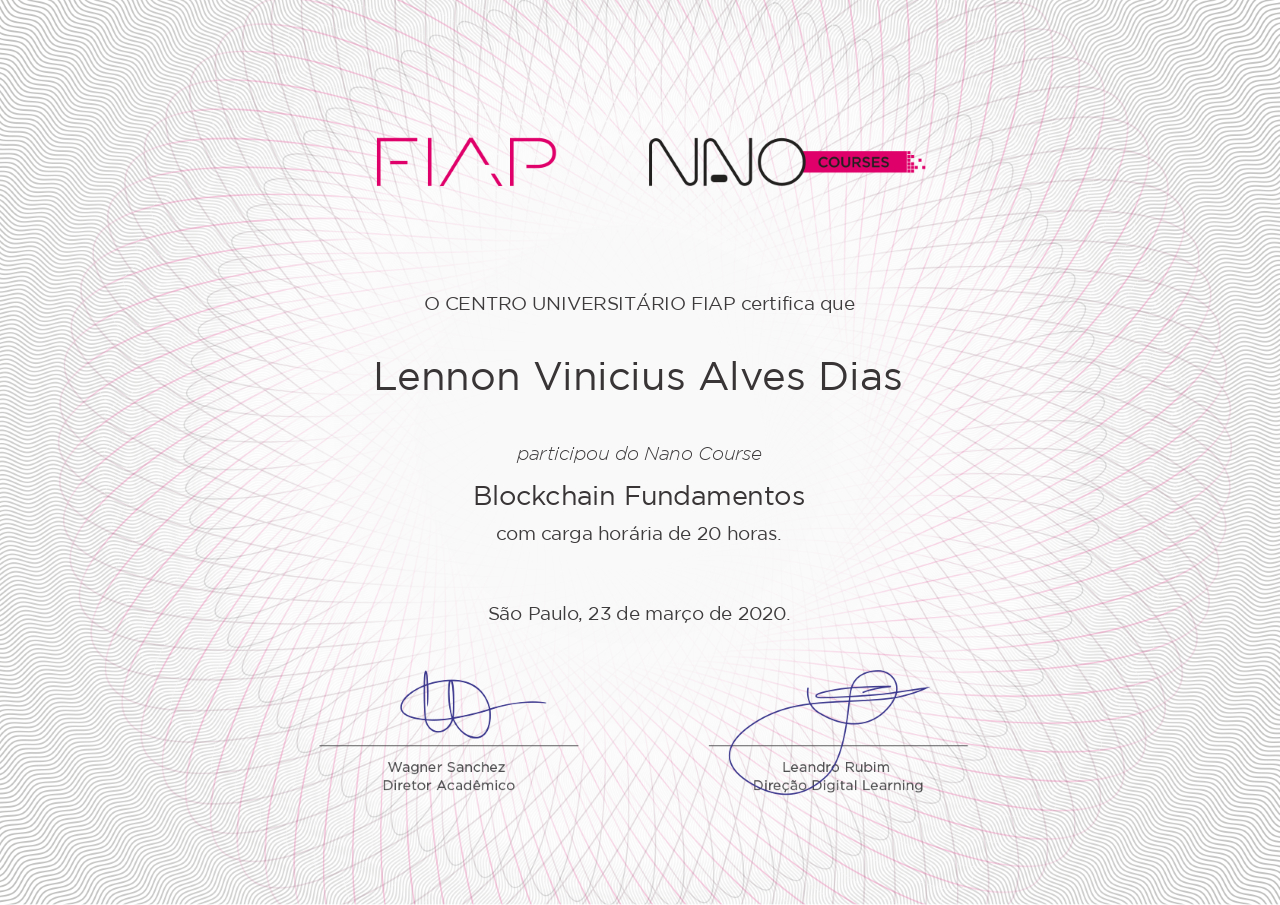 FIAP NANO COURSES
O CENTRO UNIVERSITÁRIO FIAP certifica que
Lennon Vinicius Alves Dias
participou do Nano Course
Blockchain Fundamentos
com carga horária de 20 horas.
São Paulo, 23 de março de 2020.
Wagner Sanchez
Diretor Acadêmico
Leandro Rubim
Direção Digital Learning